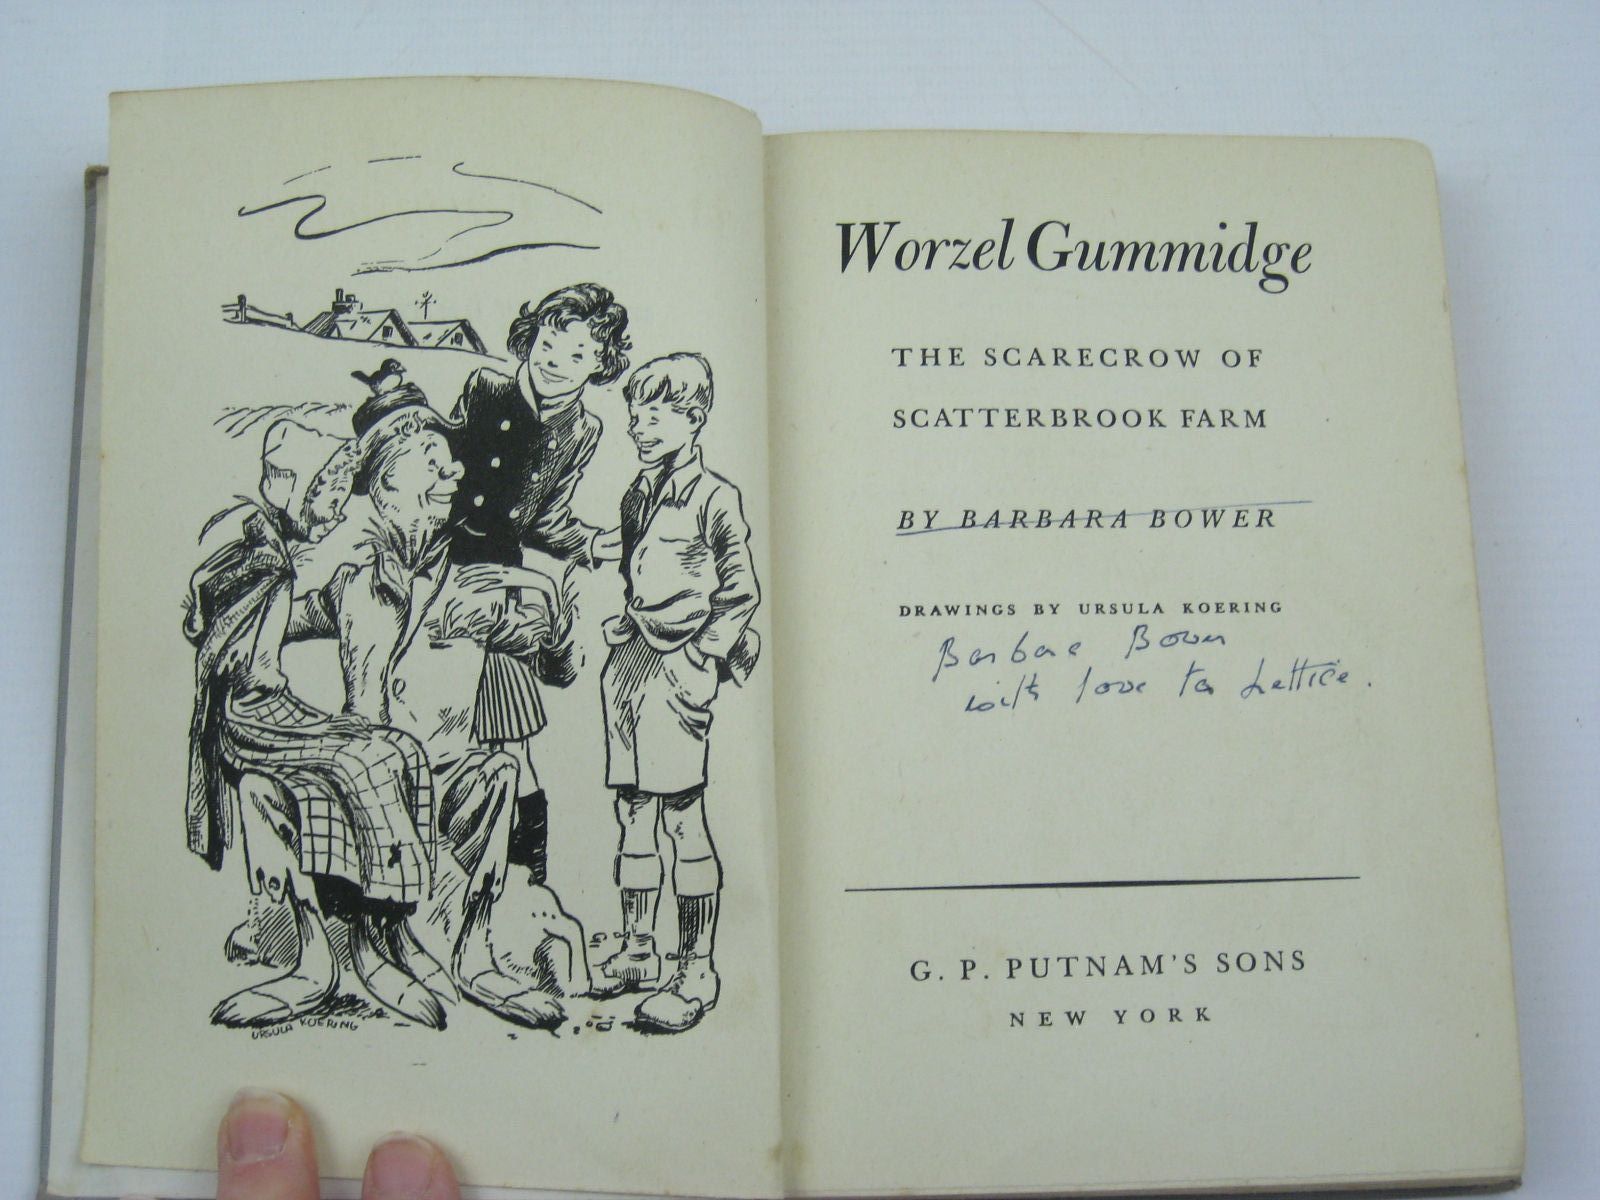 URSULA KOERING
Worzel Gummidge
THE SCARECROW OF
SCATTERBROOK FARM
BY BARBARA BOWER
DRAWINGS BY URSULA KOERING
Barbara Bower
with love to Lettice.
G. P. PUTNAM'S SONS
NEW YORK